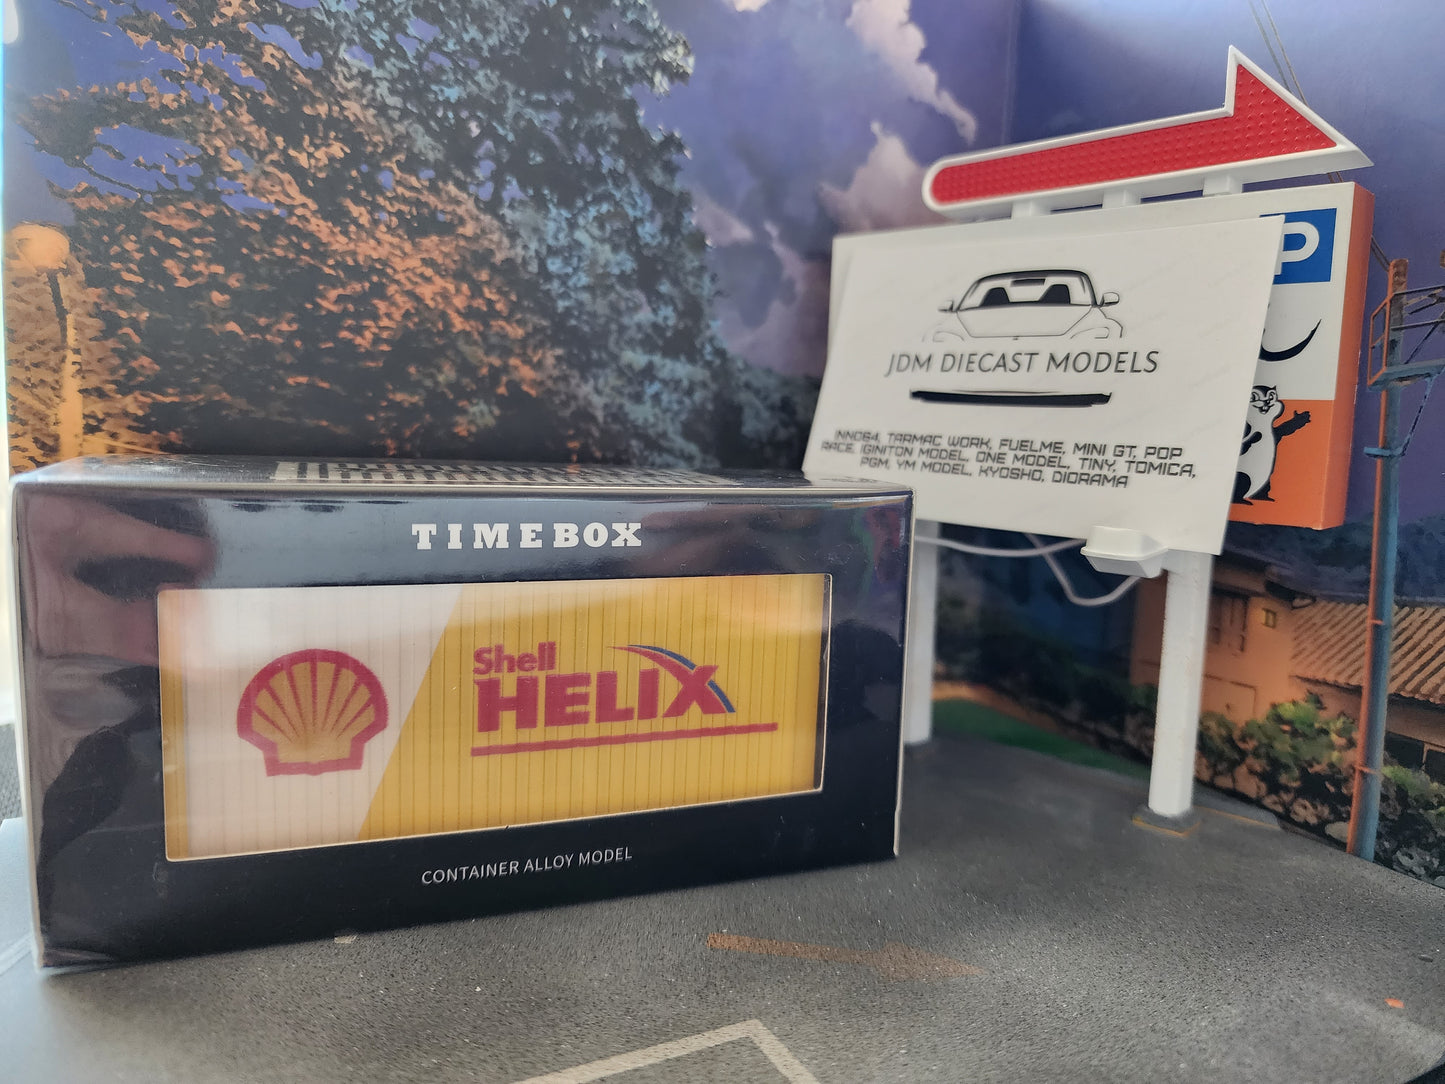 TIMEBOX
Shell
HELIX
CONTAINER ALLOY MODEL
P
JDM DIECAST MODELS
INNO64, TARMAC WORK, FUELME, MINI GT, POP
RACE, IGINITON MODEL, ONE MODEL, TINY, TOMICA,
PGM, YM MODEL, KYOSHO, DIORAMA